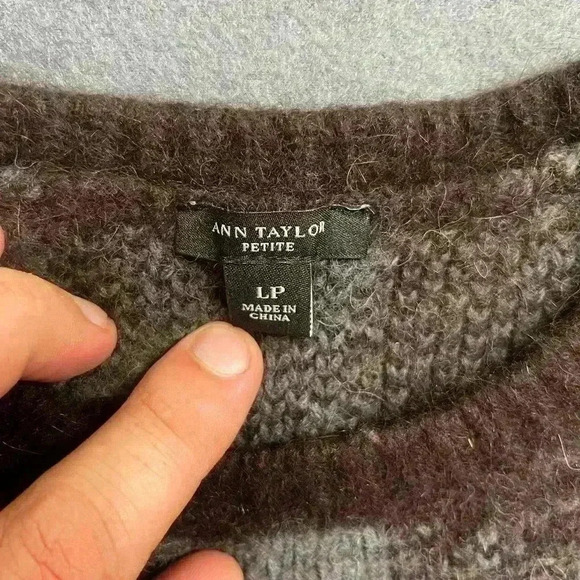 ANN TAYLOR
PETITE
LP
MADE IN
CHINA